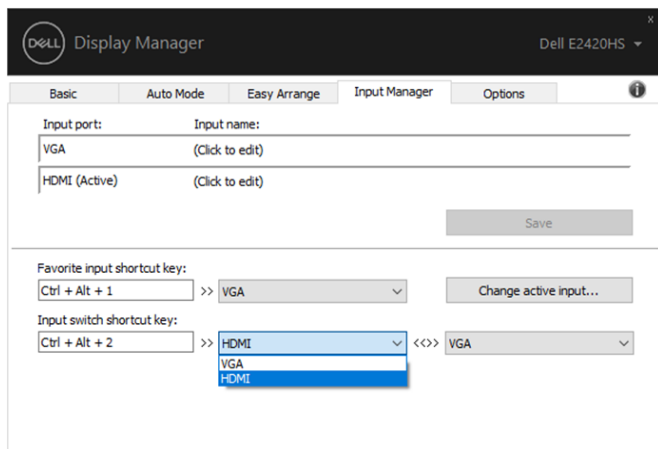 x
DELL Display Manager Dell E2420HS
Basic Auto Mode Easy Arrange Input Manager Options i
Input port: Input name:
VGA (Click to edit)
HDMI (Active) (Click to edit)
Save
Favorite input shortcut key:
Ctrl + Alt + 1 >> VGA Change active input...
Input switch shortcut key:
Ctrl + Alt + 2 >> HDMI <<>> VGA
VGA
HDMI